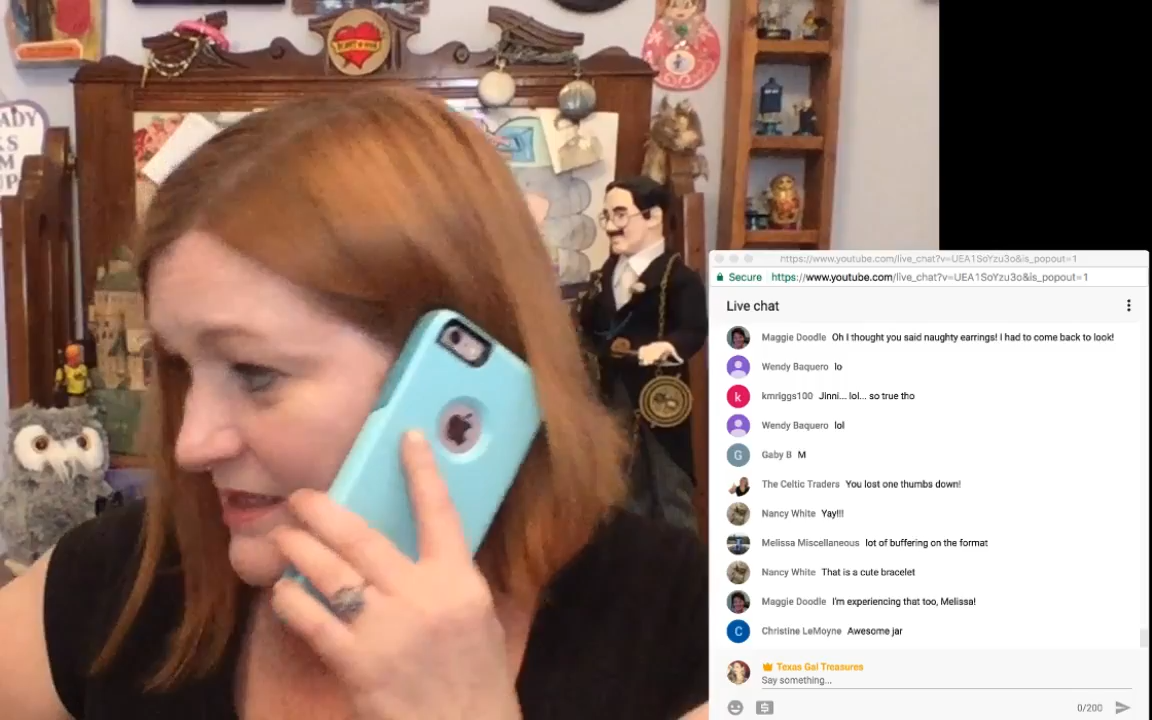 ADY
KS
M
UP
https://www.youtube.com/live_chat?v=UEA1SoYzu3o&is_popout=1
Secure https://www.youtube.com/live_chat?v=UEA1SoYzu3o&is_popout=1
Live chat
Maggie Doodle Oh I thought you said naughty earrings! I had to come back to look!
Wendy Baquero lo
kmriggs100 Jinni... lol... so true tho
Wendy Baquero lol
G Gaby B M
The Celtic Traders You lost one thumbs down!
Nancy White Yay!!!
Melissa Miscellaneous lot of buffering on the format
Nancy White That is a cute bracelet
Maggie Doodle I'm experiencing that too, Melissa!
C Christine LeMoyne Awesome jar
Texas Gal Treasures
Say something...
0/200